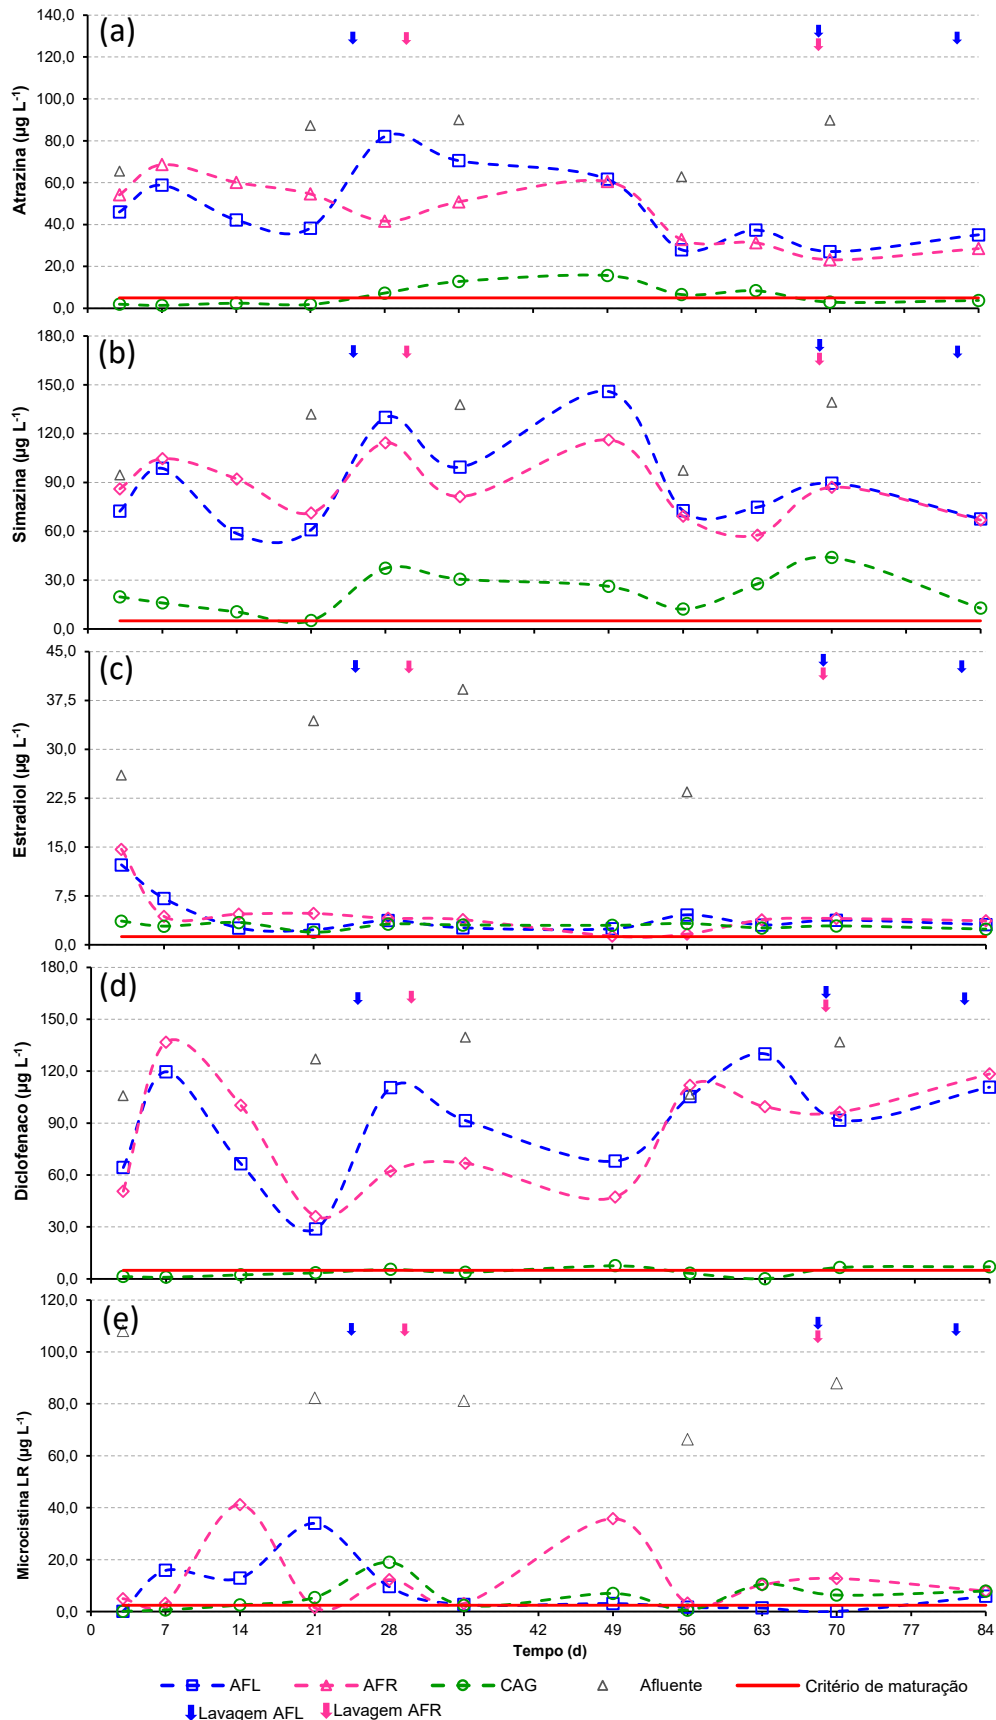 (a)
Atrazina (µg L⁻¹)
140,0
120,0
100,0
80,0
60,0
40,0
20,0
0,0
(b)
Simazina (µg L⁻¹)
180,0
150,0
120,0
90,0
60,0
30,0
0,0
(c)
Estradiol (µg L⁻¹)
45,0
37,5
30,0
22,5
15,0
7,5
0,0
(d)
Diclofenaco (µg L⁻¹)
180,0
150,0
120,0
90,0
60,0
30,0
0,0
(e)
Microcistina LR (µg L⁻¹)
120,0
100,0
80,0
60,0
40,0
20,0
0,0
0 7 14 21 28 35 42 49 56 63 70 77 84
Tempo (d)
AFL AFR CAG Afluente Critério de maturação
Lavagem AFL Lavagem AFR